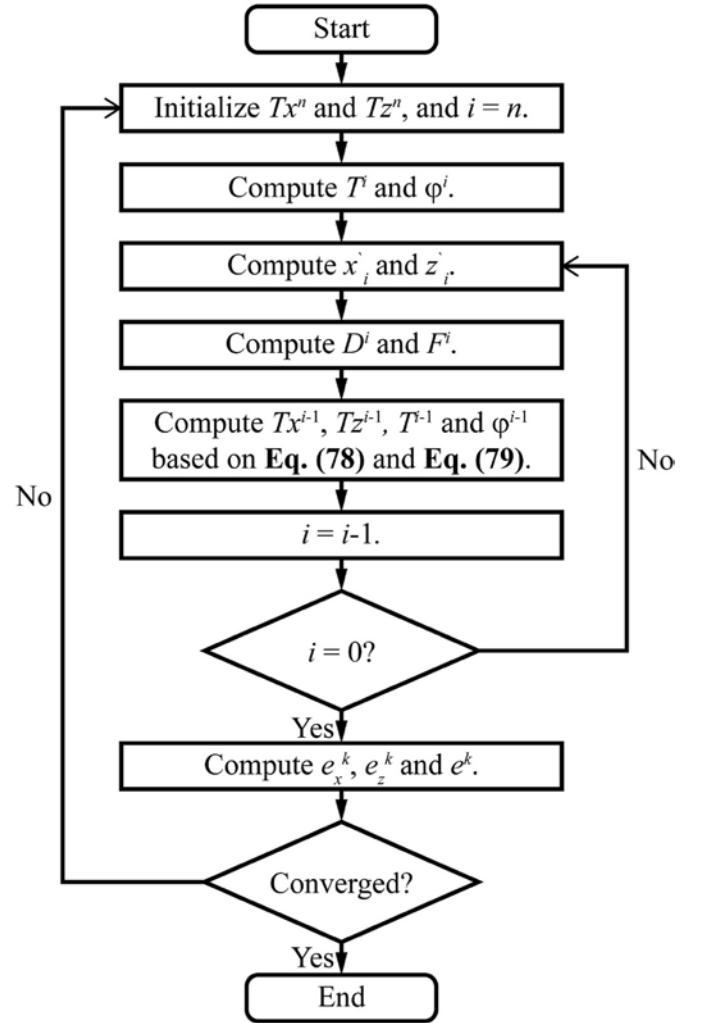 Start
Initialize Txⁿ and Tzⁿ, and i = n.
Compute Tⁱ and φⁱ.
Compute x`ᵢ and z`ᵢ.
Compute Dⁱ and Fⁱ.
Compute Txⁱ⁻¹, Tzⁱ⁻¹, Tⁱ⁻¹ and φⁱ⁻¹
based on Eq. (78) and Eq. (79).
No
No
i = i-1.
i = 0?
Yes
Compute eₓᵏ, e_zᵏ and eᵏ.
Converged?
Yes
End